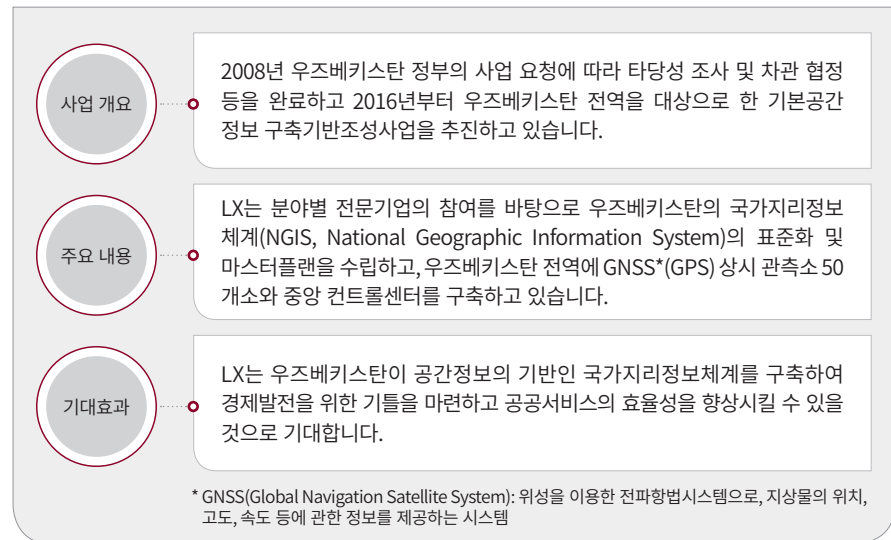 사업 개요
2008년 우즈베키스탄 정부의 사업 요청에 따라 타당성 조사 및 차관 협정
등을 완료하고 2016년부터 우즈베키스탄 전역을 대상으로 한 기본공간
정보 구축기반조성사업을 추진하고 있습니다.
주요 내용
LX는 분야별 전문기업의 참여를 바탕으로 우즈베키스탄의 국가지리정보
체계(NGIS, National Geographic Information System)의 표준화 및
마스터플랜을 수립하고, 우즈베키스탄 전역에 GNSS*(GPS) 상시 관측소 50
개소와 중앙 컨트롤센터를 구축하고 있습니다.
기대효과
LX는 우즈베키스탄이 공간정보의 기반인 국가지리정보체계를 구축하여
경제발전을 위한 기틀을 마련하고 공공서비스의 효율성을 향상시킬 수 있을
것으로 기대합니다.
* GNSS(Global Navigation Satellite System): 위성을 이용한 전파항법시스템으로, 지상물의 위치,
고도, 속도 등에 관한 정보를 제공하는 시스템